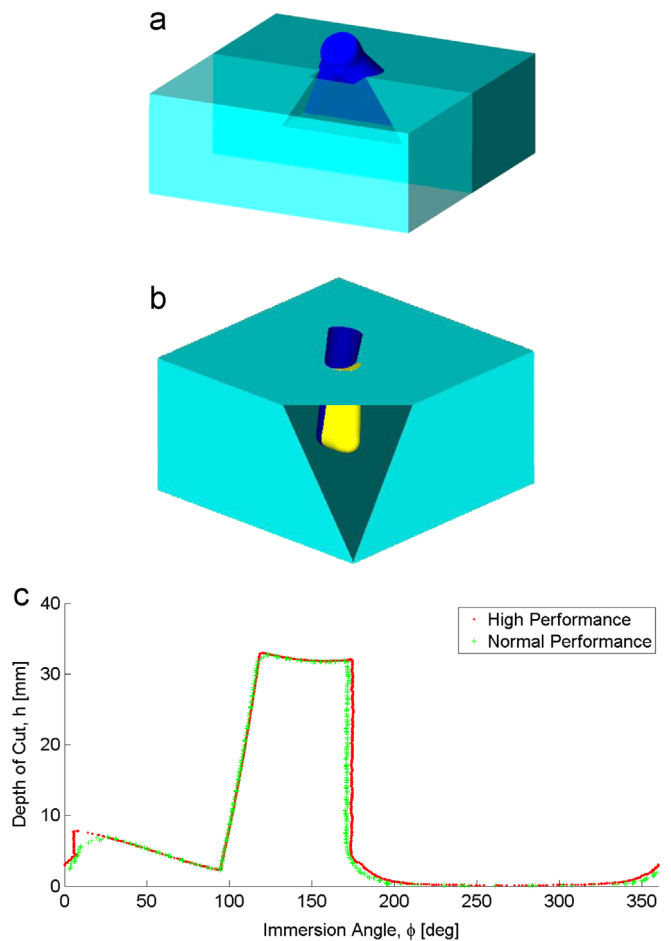 a
b
c
40
30
20
10
0
Depth of Cut, h [mm]
High Performance
Normal Performance
0 50 100 150 200 250 300 350
Immersion Angle, ϕ [deg]